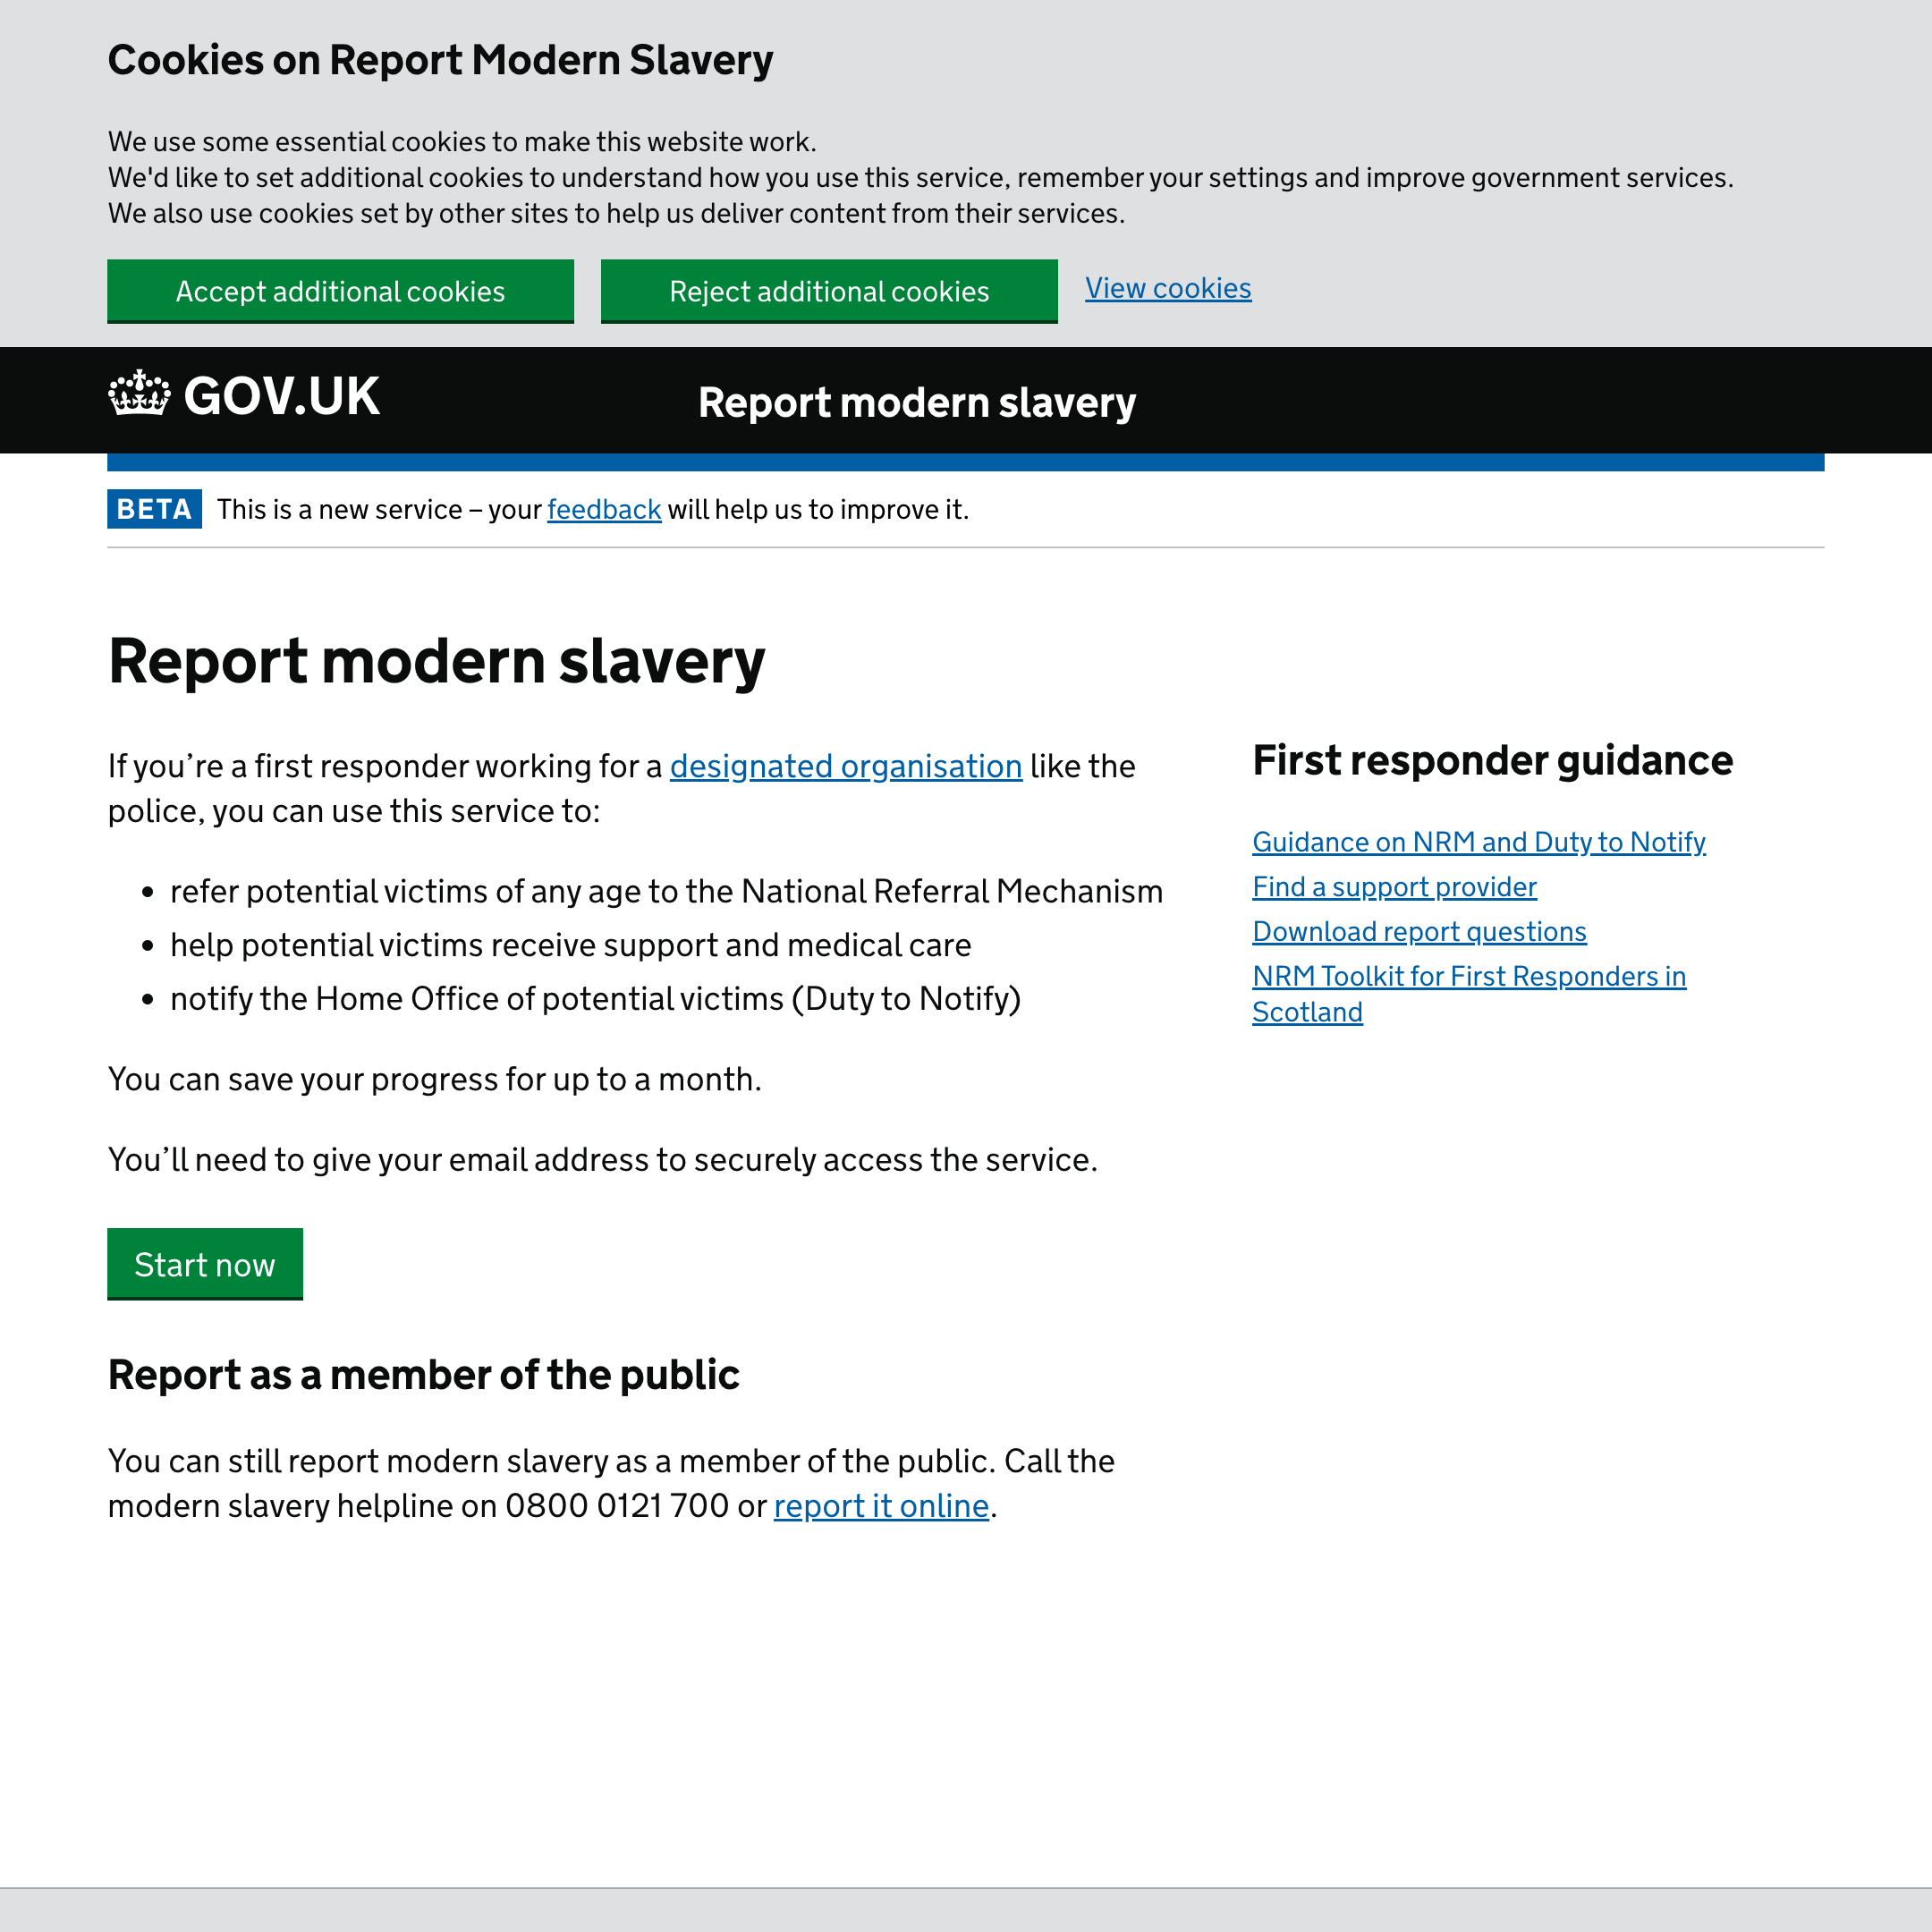 Cookies on Report Modern Slavery
We use some essential cookies to make this website work.
We'd like to set additional cookies to understand how you use this service, remember your settings and improve government services.
We also use cookies set by other sites to help us deliver content from their services.
Accept additional cookies
Reject additional cookies
View cookies
GOV.UK
Report modern slavery
BETA
This is a new service – your feedback will help us to improve it.
Report modern slavery
If you’re a first responder working for a designated organisation like the
police, you can use this service to:
• refer potential victims of any age to the National Referral Mechanism
• help potential victims receive support and medical care
• notify the Home Office of potential victims (Duty to Notify)
You can save your progress for up to a month.
You’ll need to give your email address to securely access the service.
Start now
Report as a member of the public
You can still report modern slavery as a member of the public. Call the
modern slavery helpline on 0800 0121 700 or report it online.
First responder guidance
Guidance on NRM and Duty to Notify
Find a support provider
Download report questions
NRM Toolkit for First Responders in
Scotland